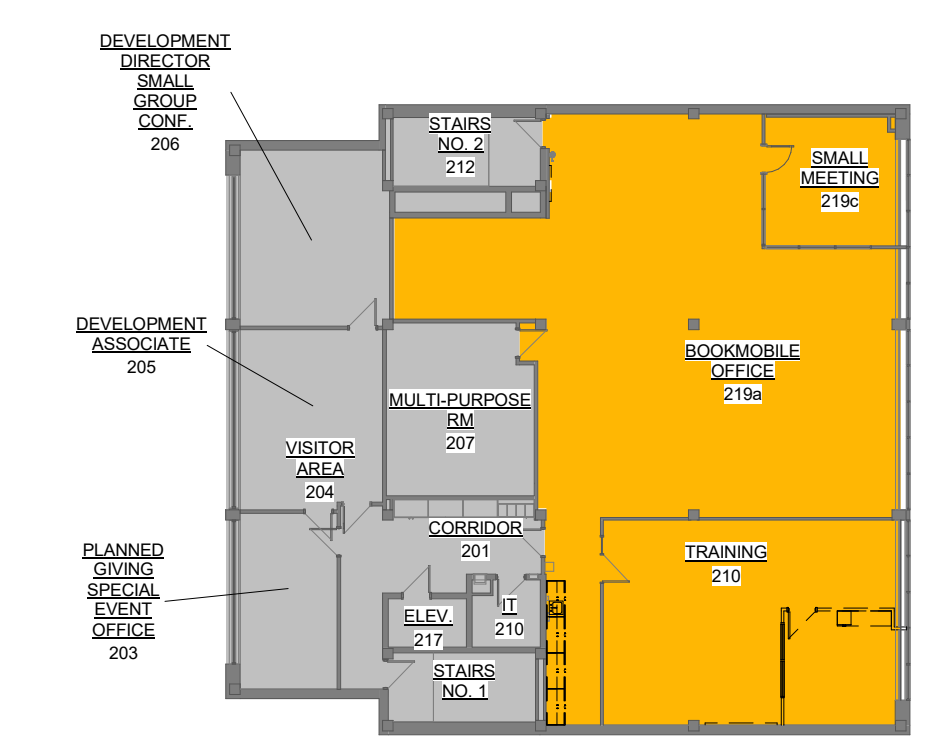 DEVELOPMENT
DIRECTOR
SMALL
GROUP
CONF.
206
STAIRS
NO. 2
212
SMALL
MEETING
219c
DEVELOPMENT
ASSOCIATE
205
BOOKMOBILE
OFFICE
219a
MULTI-PURPOSE
RM
207
VISITOR
AREA
204
CORRIDOR
201
PLANNED
GIVING
SPECIAL
EVENT
OFFICE
203
TRAINING
210
IT
210
ELEV.
217
STAIRS
NO. 1